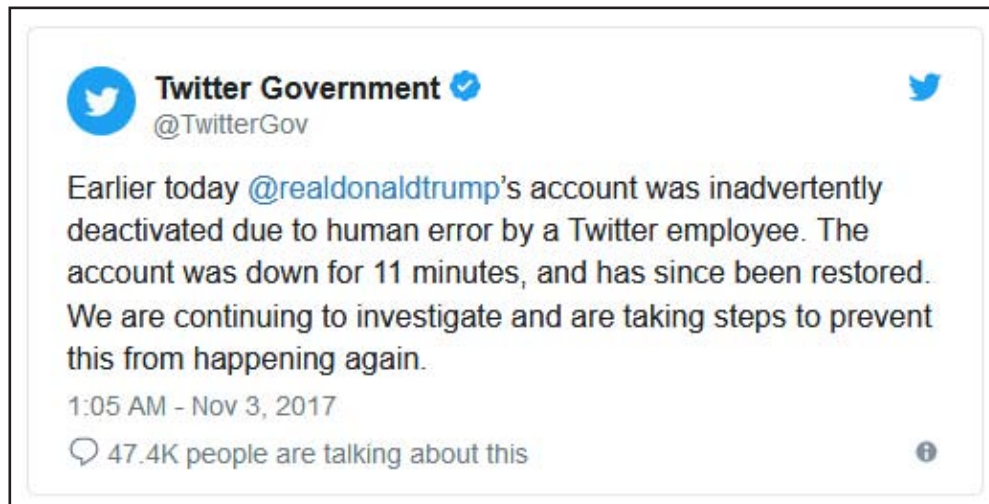 Twitter Government
@TwitterGov
Earlier today @realdonaldtrump's account was inadvertently
deactivated due to human error by a Twitter employee. The
account was down for 11 minutes, and has since been restored.
We are continuing to investigate and are taking steps to prevent
this from happening again.
1:05 AM - Nov 3, 2017
47.4K people are talking about this